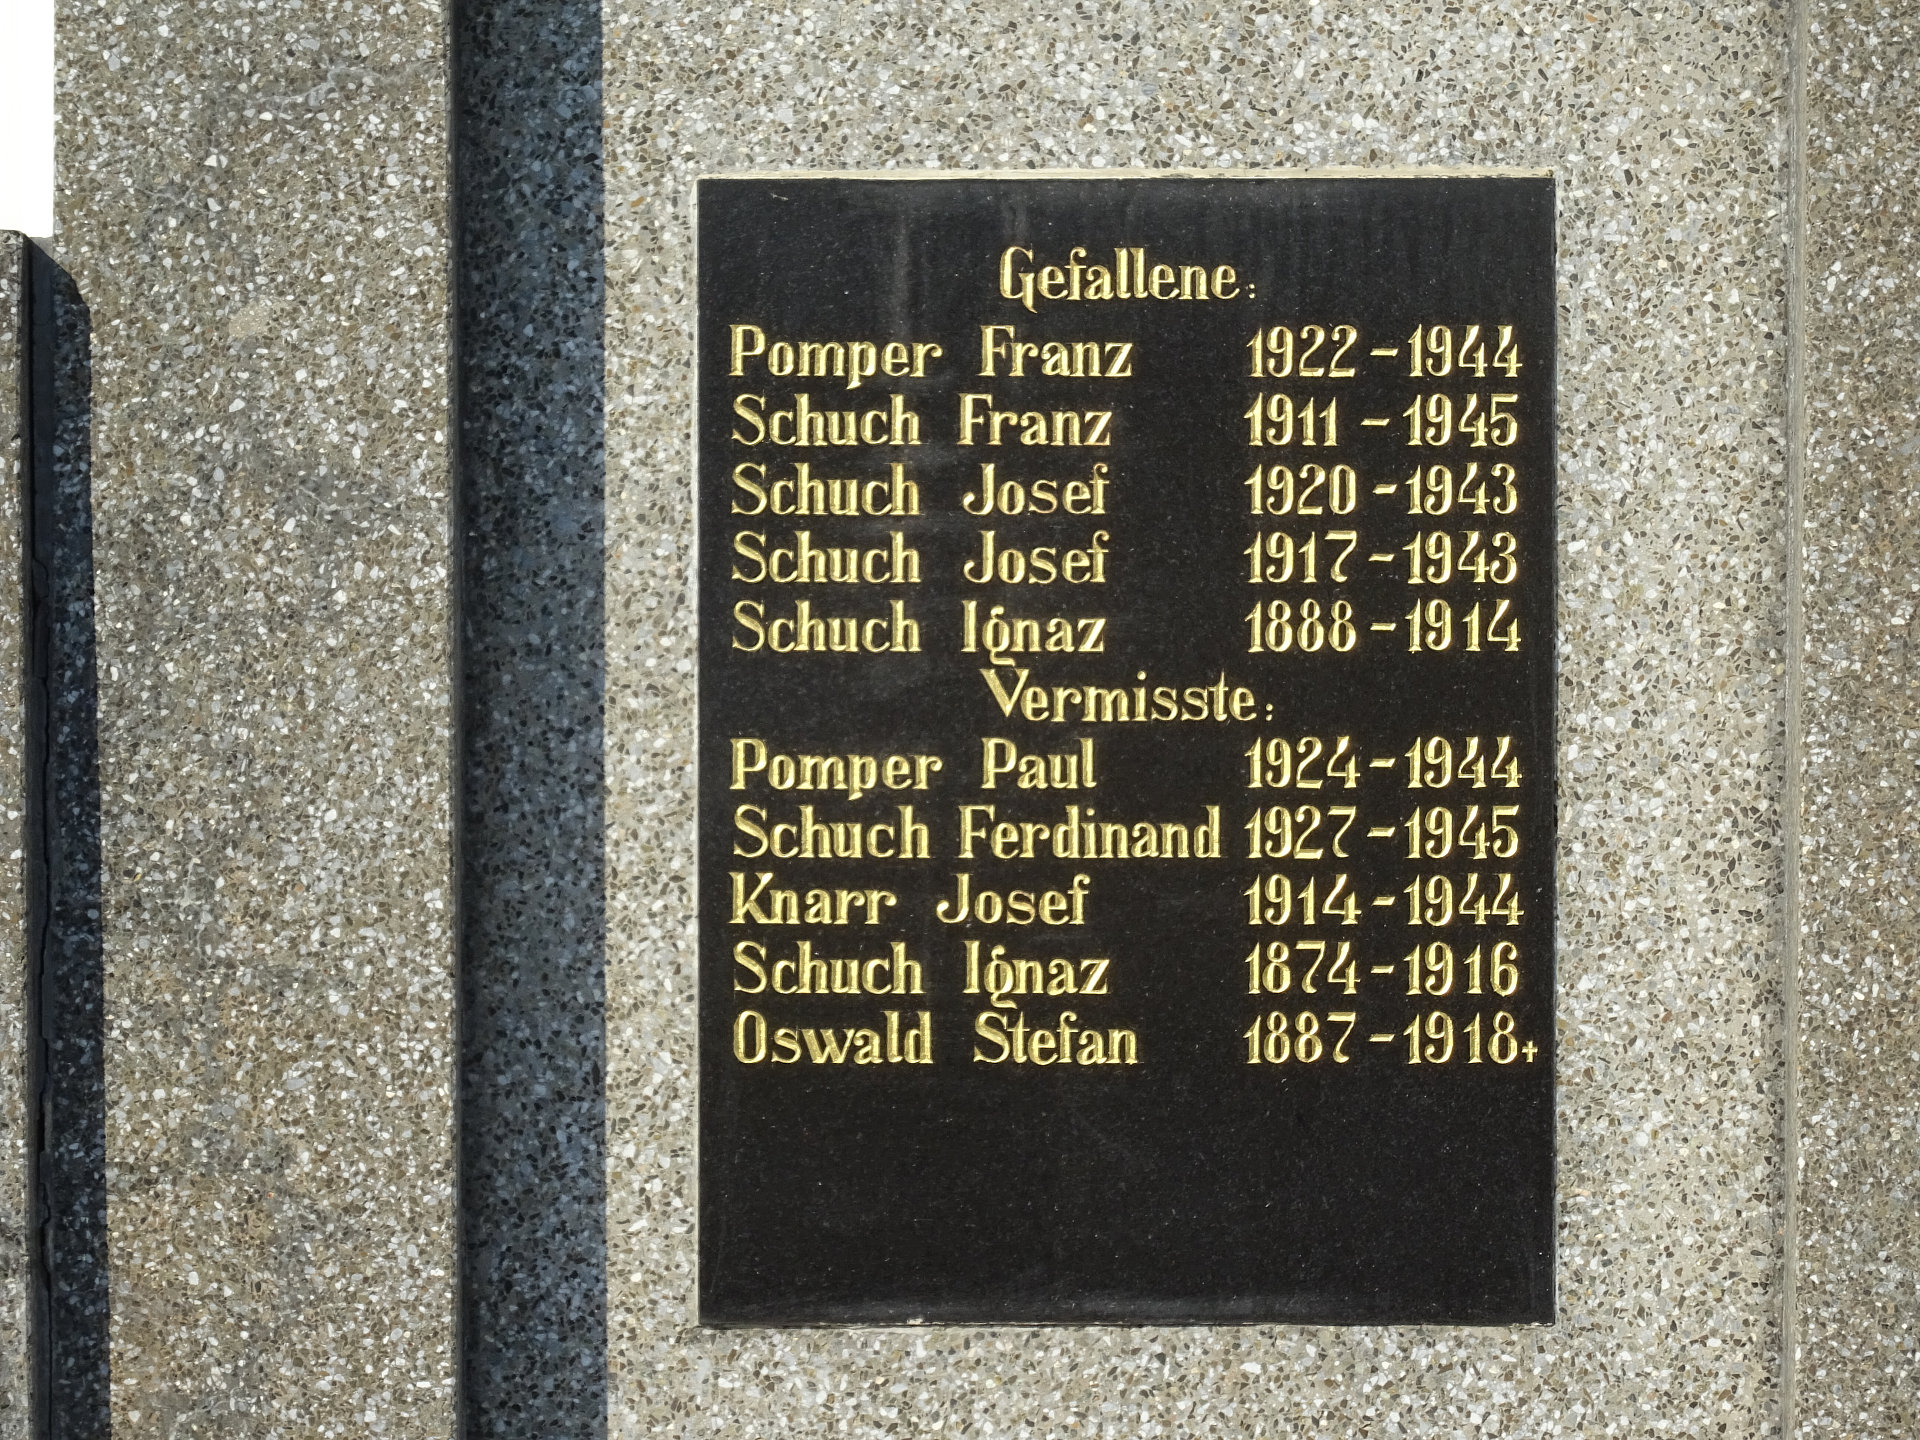 Gefallene:
Pomper Franz 1922 - 1944
Schuch Franz 1911 - 1945
Schuch Josef 1920 - 1943
Schuch Josef 1917 - 1943
Schuch Ignaz 1888 - 1914
Vermisste:
Pomper Paul 1924 - 1944
Schuch Ferdinand 1927 - 1945
Knarr Josef 1914 - 1944
Schuch Ignaz 1874 - 1916
Oswald Stefan 1887 - 1918✝